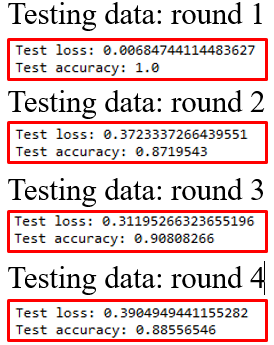 Testing data: round 1
Test loss: 0.00684744114483627
Test accuracy: 1.0
Testing data: round 2
Test loss: 0.3723337266439551
Test accuracy: 0.8719543
Testing data: round 3
Test loss: 0.31195266323655196
Test accuracy: 0.90808266
Testing data: round 4
Test loss: 0.3904949441155282
Test accuracy: 0.88556546